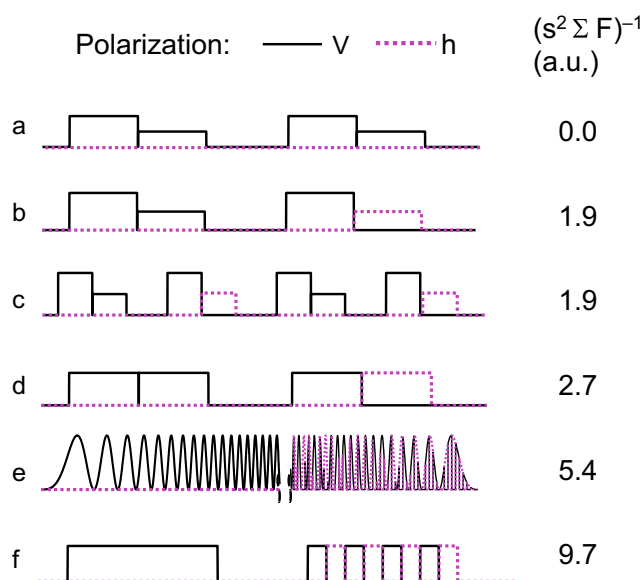 Polarization: V h
(s² Σ F)⁻¹
(a.u.)
a 0.0
b 1.9
c 1.9
d 2.7
e 5.4
f 9.7